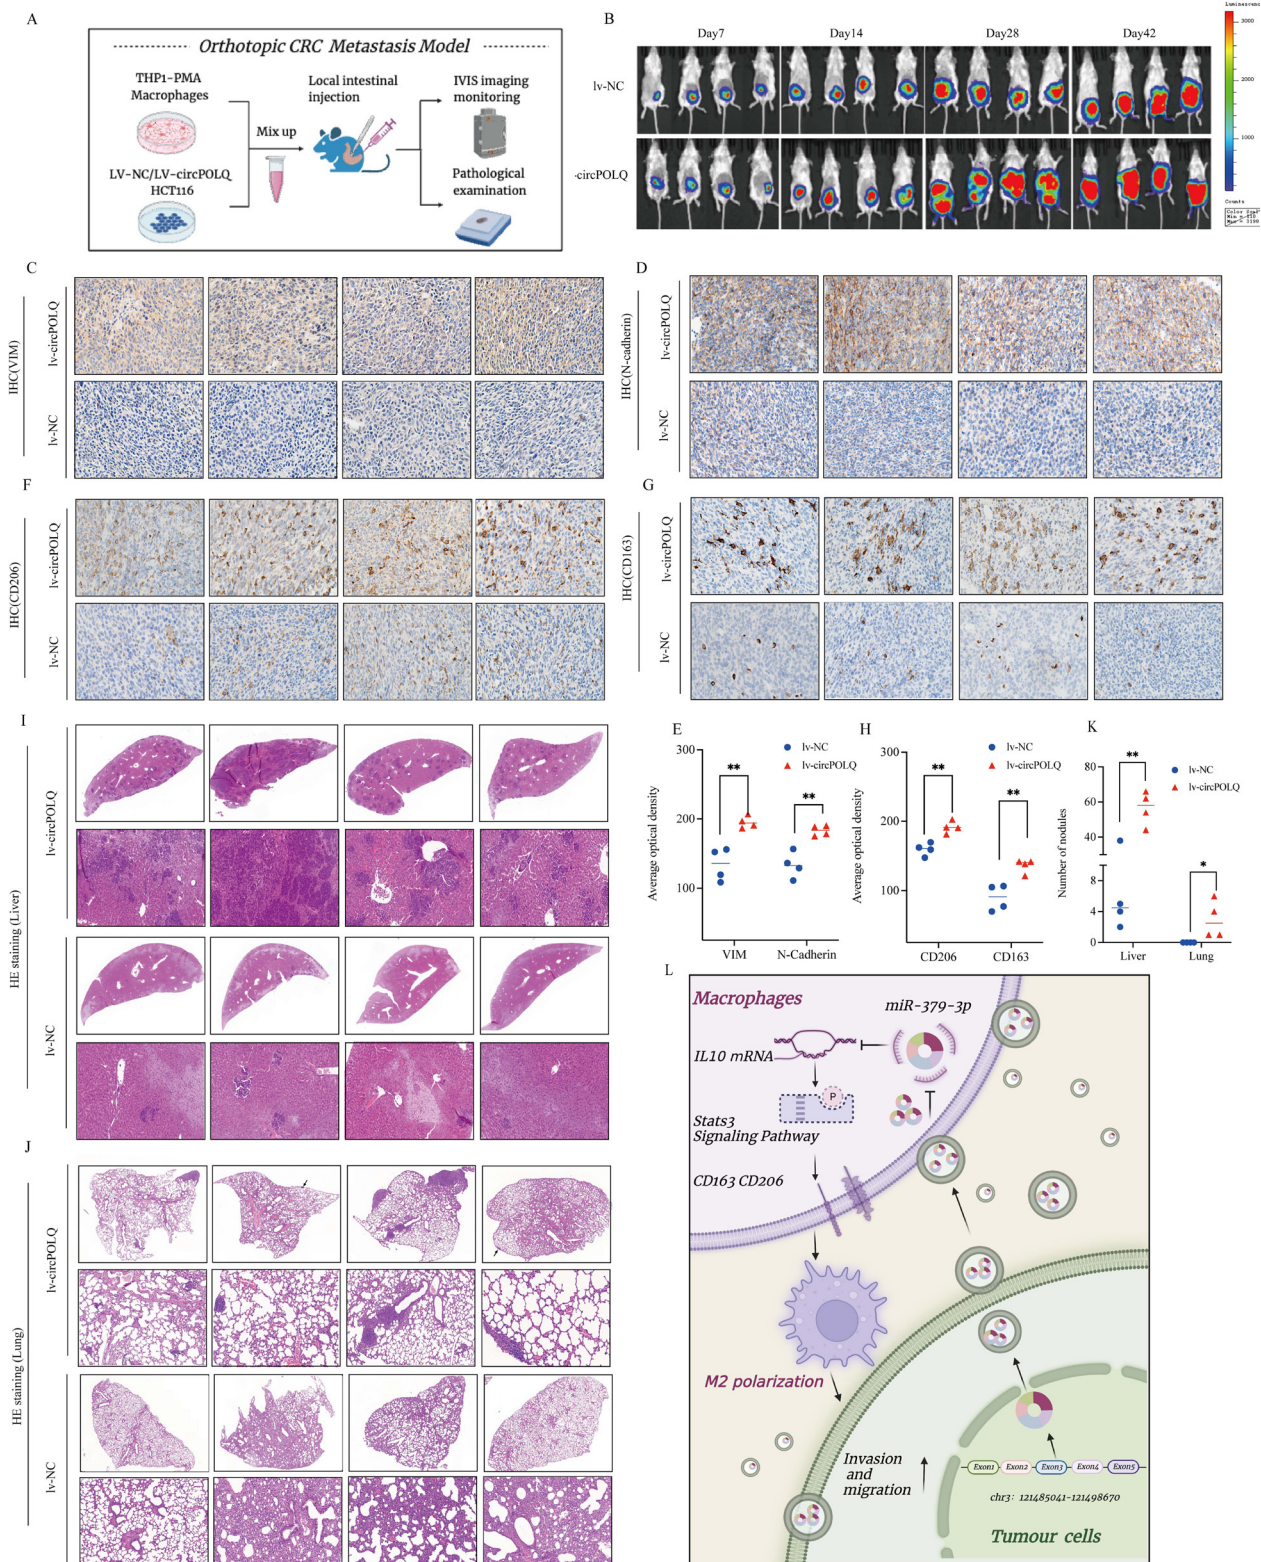 A
Orthotopic CRC Metastasis Model
THP1-PMA
Macrophages
LV-NC/LV-circPOLQ
HCT116
Mix up
Local intestinal
injection
IVIS imaging
monitoring
Pathological
examination
B
Day7
Day14
Day28
Day42
lv-NC
-circPOLQ
3000
2000
1000
Counts
C
IHC(VIM)
lv-circPOLQ
lv-NC
D
IHC(N-cadherin)
lv-circPOLQ
lv-NC
F
IHC(CD206)
lv-circPOLQ
lv-NC
G
IHC(CD163)
lv-circPOLQ
lv-NC
I
HE staining (Liver)
lv-circPOLQ
lv-NC
E
lv-NC
lv-circPOLQ
Average optical density
300
200
100
**
**
VIM
N-Cadherin
H
lv-NC
lv-circPOLQ
Average optical density
300
200
100
**
**
CD206
CD163
K
lv-NC
lv-circPOLQ
Number of nodules
80
60
40
8
4
0
**
*
Liver
Lung
J
HE staining (Lung)
lv-circPOLQ
lv-NC
L
Macrophages
miR-379-3p
IL10 mRNA
P
Stats3
Signaling Pathway
CD163 CD206
M2 polarization
Invasion
and
migration
Exon1 Exon2 Exon3 Exon4 Exon5
chr3: 121485041-121498670
Tumour cells